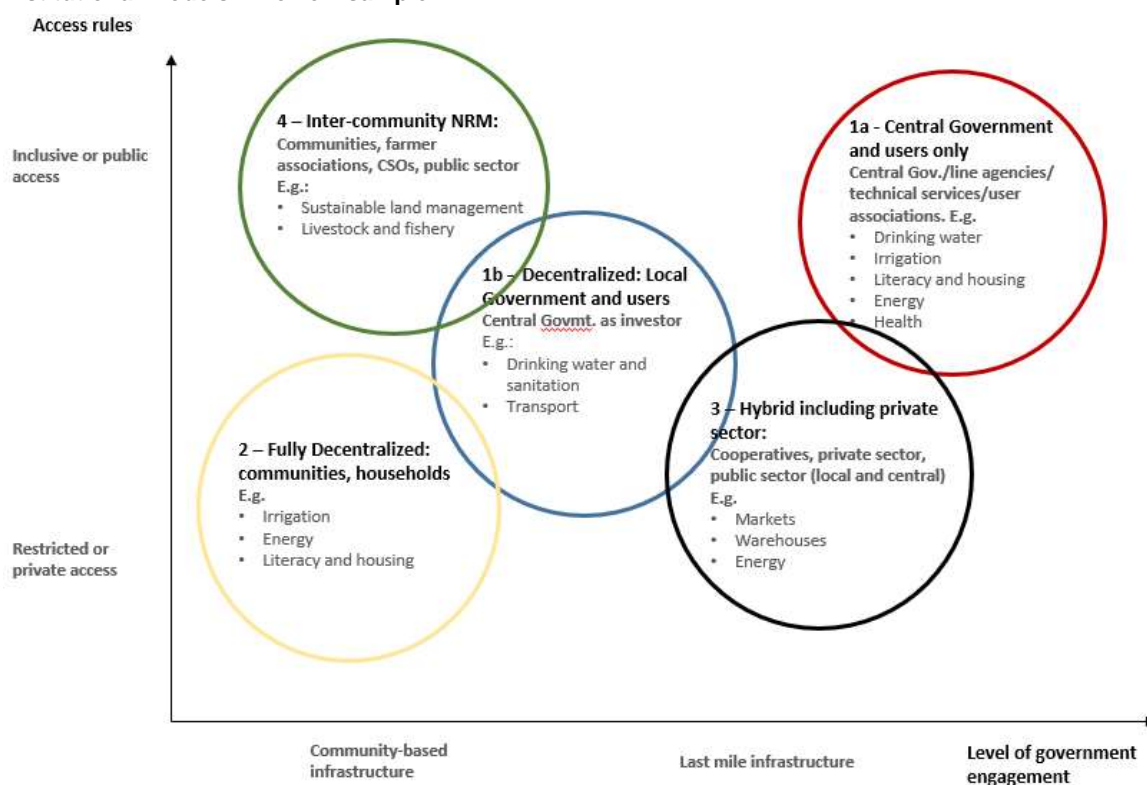 Access rules
Inclusive or public
access
4 – Inter-community NRM:
Communities, farmer
associations, CSOs, public sector
E.g.:
• Sustainable land management
• Livestock and fishery
1a - Central Government
and users only
Central Gov./line agencies/
technical services/user
associations. E.g.
• Drinking water
• Irrigation
• Literacy and housing
• Energy
• Health
1b – Decentralized: Local
Government and users
Central Govmt. as investor
E.g.:
• Drinking water and
sanitation
• Transport
2 – Fully Decentralized:
communities, households
E.g.
• Irrigation
• Energy
• Literacy and housing
3 – Hybrid including private
sector:
Cooperatives, private sector,
public sector (local and central)
E.g.
• Markets
• Warehouses
• Energy
Restricted or
private access
Community-based
infrastructure
Last mile infrastructure
Level of government
engagement